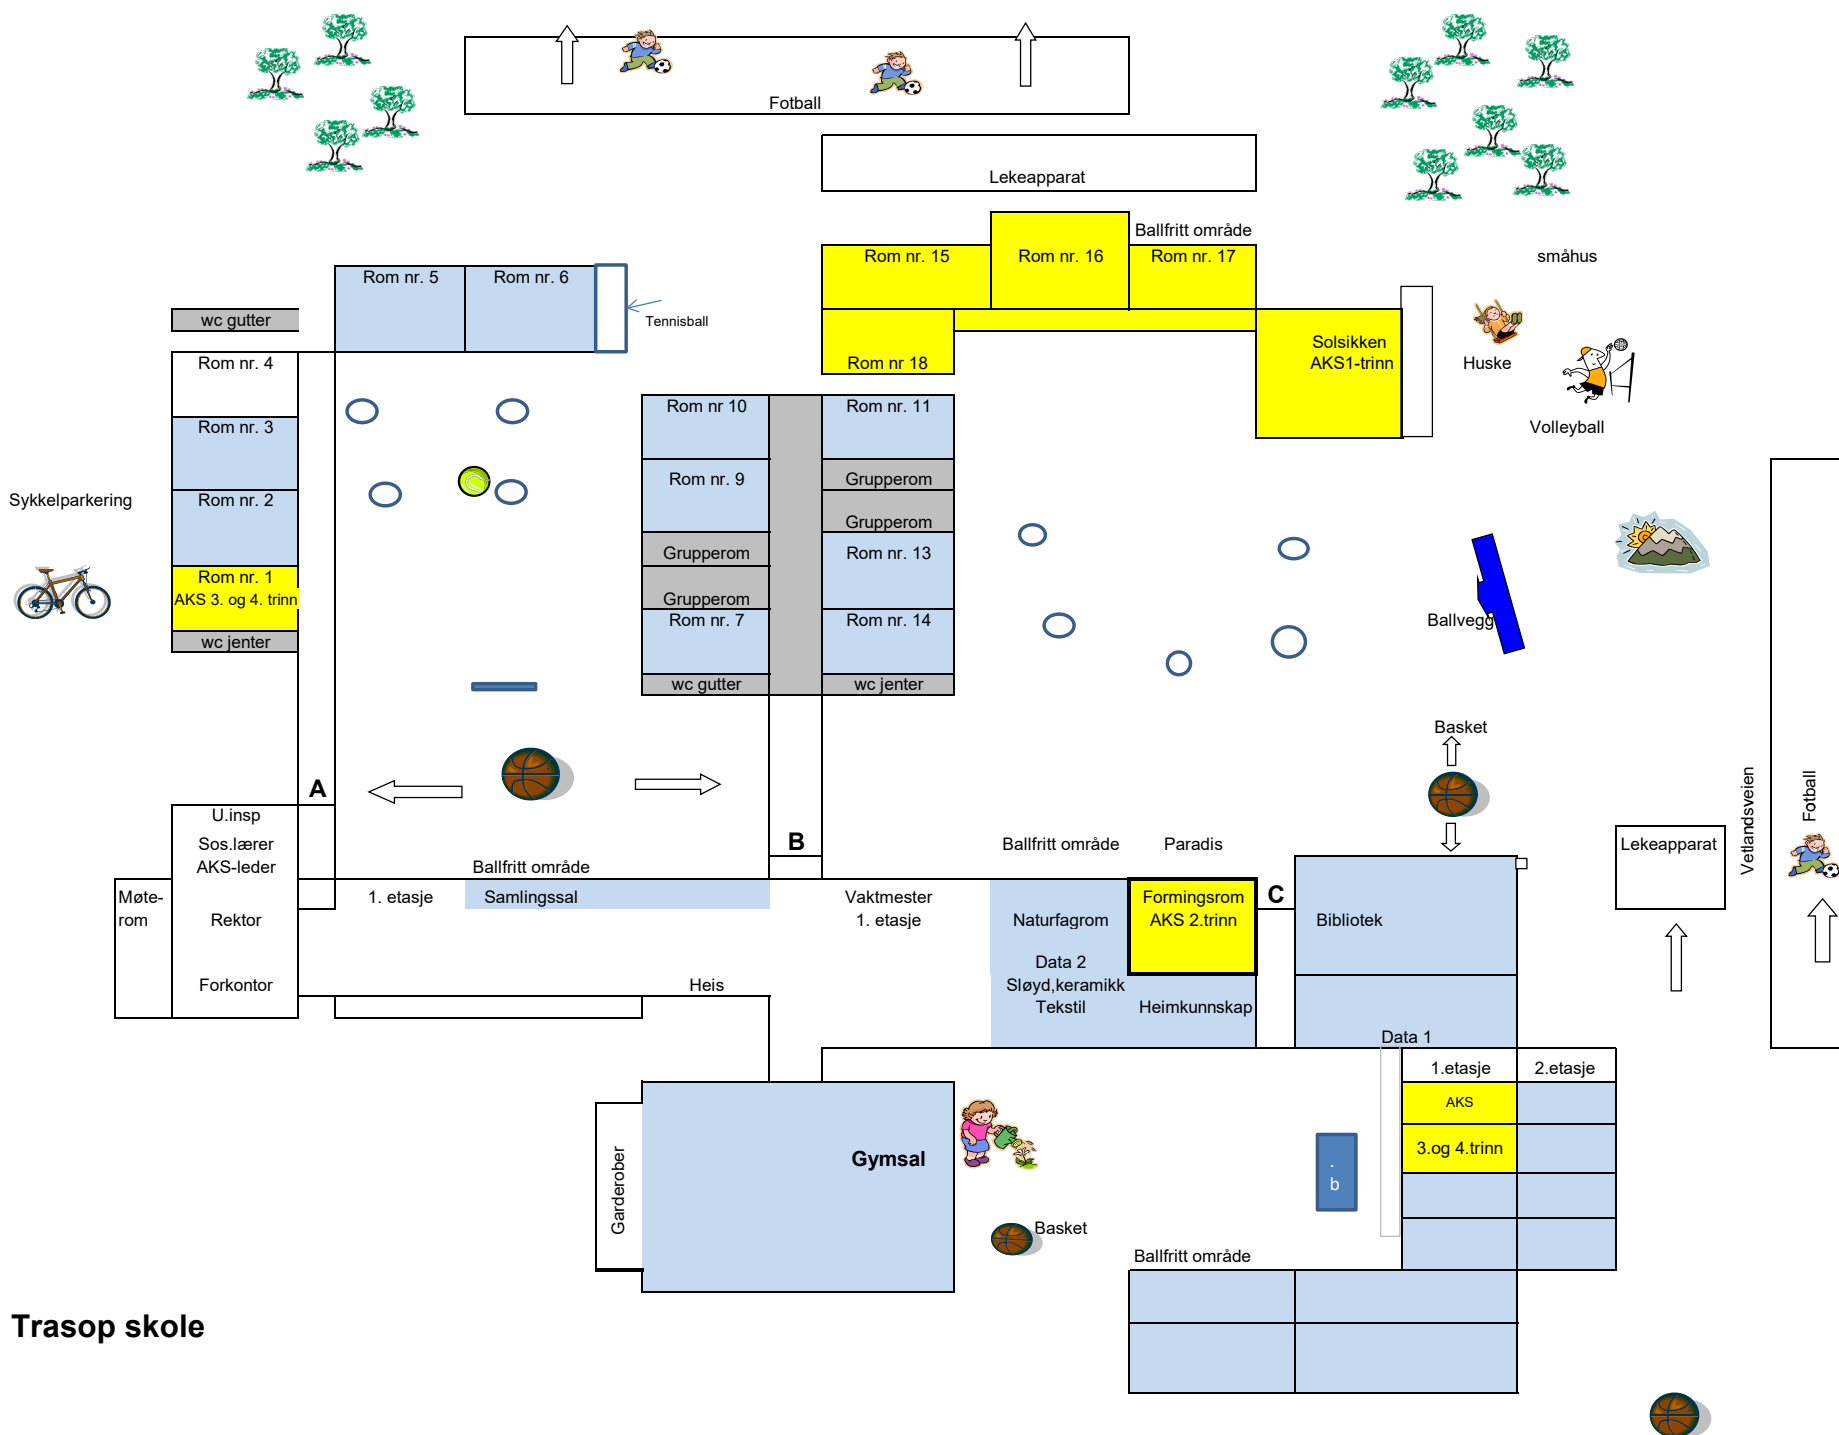 Fotball
Lekeapparat
Ballfritt område
Rom nr. 15
Rom nr. 16
Rom nr. 17
småhus
Rom nr. 5
Rom nr. 6
wc gutter
Tennisball
Solsikken
AKS1-trinn
Rom nr. 4
Rom nr 18
Huske
Rom nr 10
Rom nr. 11
Rom nr. 3
Volleyball
Rom nr. 9
Grupperom
Sykkelparkering
Rom nr. 2
Grupperom
Grupperom
Rom nr. 13
Rom nr. 1
AKS 3. og 4. trinn
Grupperom
Rom nr. 7
Rom nr. 14
Ballvegg
wc jenter
wc gutter
wc jenter
Basket
A
U.insp
Sos.lærer
AKS-leder
B
Ballfritt område
Paradis
Lekeapparat
Vetlandsveien
Fotball
Ballfritt område
Møte-
rom
1. etasje
Samlingssal
Vaktmester
1. etasje
Formingsrom
AKS 2.trinn
C
Rektor
Naturfagrom
Bibliotek
Data 2
Sløyd,keramikk
Tekstil
Forkontor
Heis
Heimkunnskap
Data 1
1.etasje
2.etasje
AKS
3.og 4.trinn
Garderober
Gymsal
.
b
Basket
Ballfritt område
Trasop skole